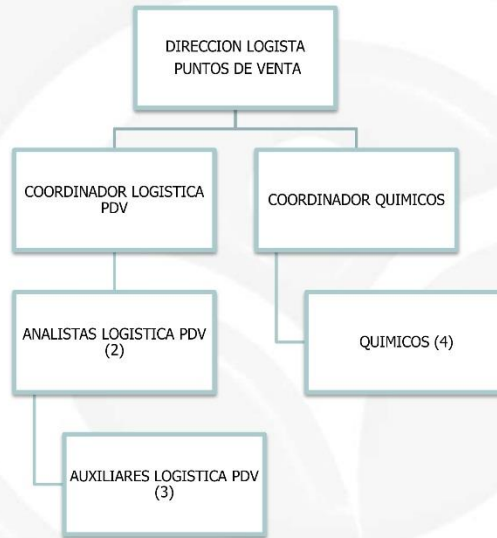 DIRECCION LOGISTA
PUNTOS DE VENTA
COORDINADOR LOGISTICA
PDV
COORDINADOR QUIMICOS
ANALISTAS LOGISTICA PDV
(2)
QUIMICOS (4)
AUXILIARES LOGISTICA PDV
(3)